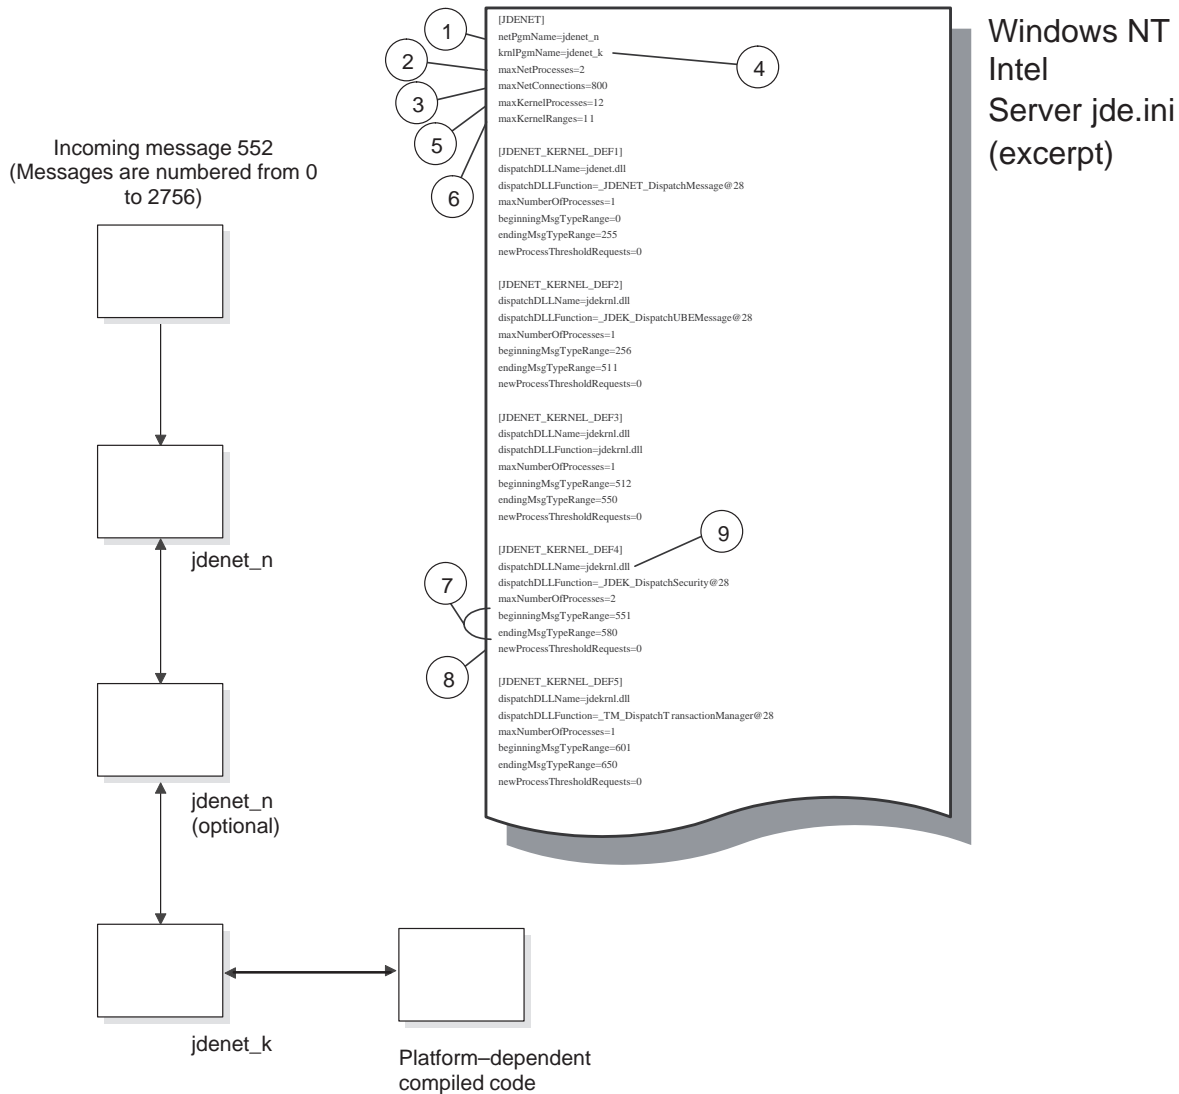 Windows NT
Intel
Server jde.ini
(excerpt)
1
2
3
4
5
6
7
8
9
[JDENET]
netPgmName=jdenet_n
krnlPgmName=jdenet_k
maxNetProcesses=2
maxNetConnections=800
maxKernelProcesses=12
maxKernelRanges=11
[JDENET_KERNEL_DEF1]
dispatchDLLName=jdenet.dll
dispatchDLLFunction=_JDENET_DispatchMessage@28
maxNumberOfProcesses=1
beginningMsgTypeRange=0
endingMsgTypeRange=255
newProcessThresholdRequests=0
[JDENET_KERNEL_DEF2]
dispatchDLLName=jdekrnl.dll
dispatchDLLFunction=_JDEK_DispatchUBEMessage@28
maxNumberOfProcesses=1
beginningMsgTypeRange=256
endingMsgTypeRange=511
newProcessThresholdRequests=0
[JDENET_KERNEL_DEF3]
dispatchDLLName=jdekrnl.dll
dispatchDLLFunction=jdekrnl.dll
maxNumberOfProcesses=1
beginningMsgTypeRange=512
endingMsgTypeRange=550
newProcessThresholdRequests=0
[JDENET_KERNEL_DEF4]
dispatchDLLName=jdekrnl.dll
dispatchDLLFunction=_JDEK_DispatchSecurity@28
maxNumberOfProcesses=2
beginningMsgTypeRange=551
endingMsgTypeRange=580
newProcessThresholdRequests=0
[JDENET_KERNEL_DEF5]
dispatchDLLName=jdekrnl.dll
dispatchDLLFunction=_TM_DispatchTransactionManager@28
maxNumberOfProcesses=1
beginningMsgTypeRange=601
endingMsgTypeRange=650
newProcessThresholdRequests=0
Incoming message 552
(Messages are numbered from 0
to 2756)
jdenet_n
jdenet_n
(optional)
jdenet_k
Platform–dependent
compiled code